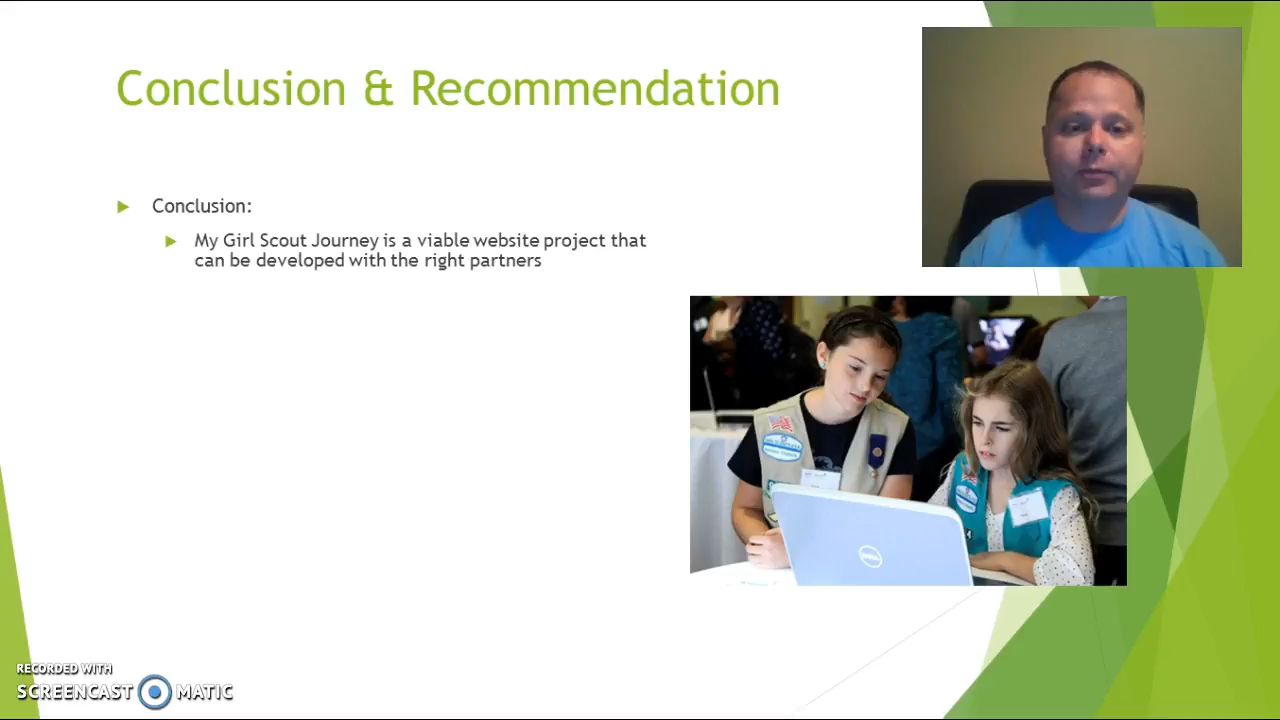 Conclusion & Recommendation
Conclusion:
My Girl Scout Journey is a viable website project that
can be developed with the right partners
DELL
RECORDED WITH
SCREENCAST MATIC